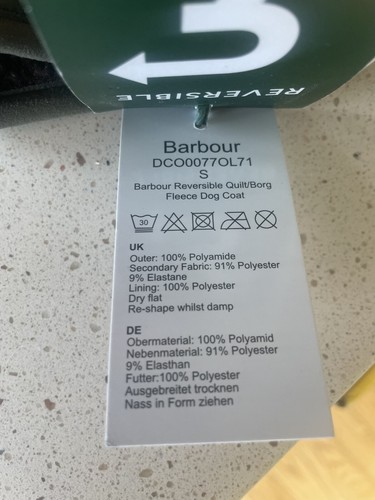 REVERSIBLE
Barbour
DCO0077OL71
S
Barbour Reversible Quilt/Borg
Fleece Dog Coat
30
UK
Outer: 100% Polyamide
Secondary Fabric: 91% Polyester
9% Elastane
Lining: 100% Polyester
Dry flat
Re-shape whilst damp
DE
Obermaterial: 100% Polyamid
Nebenmaterial: 91% Polyester
9% Elasthan
Futter:100% Polyester
Ausgebreitet trocknen
Nass in Form ziehen